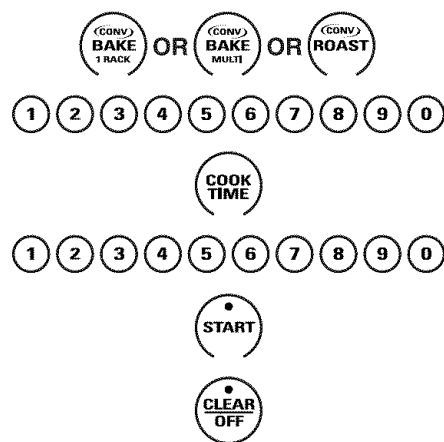 (CONV) BAKE 1 RACK OR (CONV) BAKE MULTI OR (CONV) ROAST
1 2 3 4 5 6 7 8 9 0
COOK TIME
1 2 3 4 5 6 7 8 9 0
START
CLEAR OFF